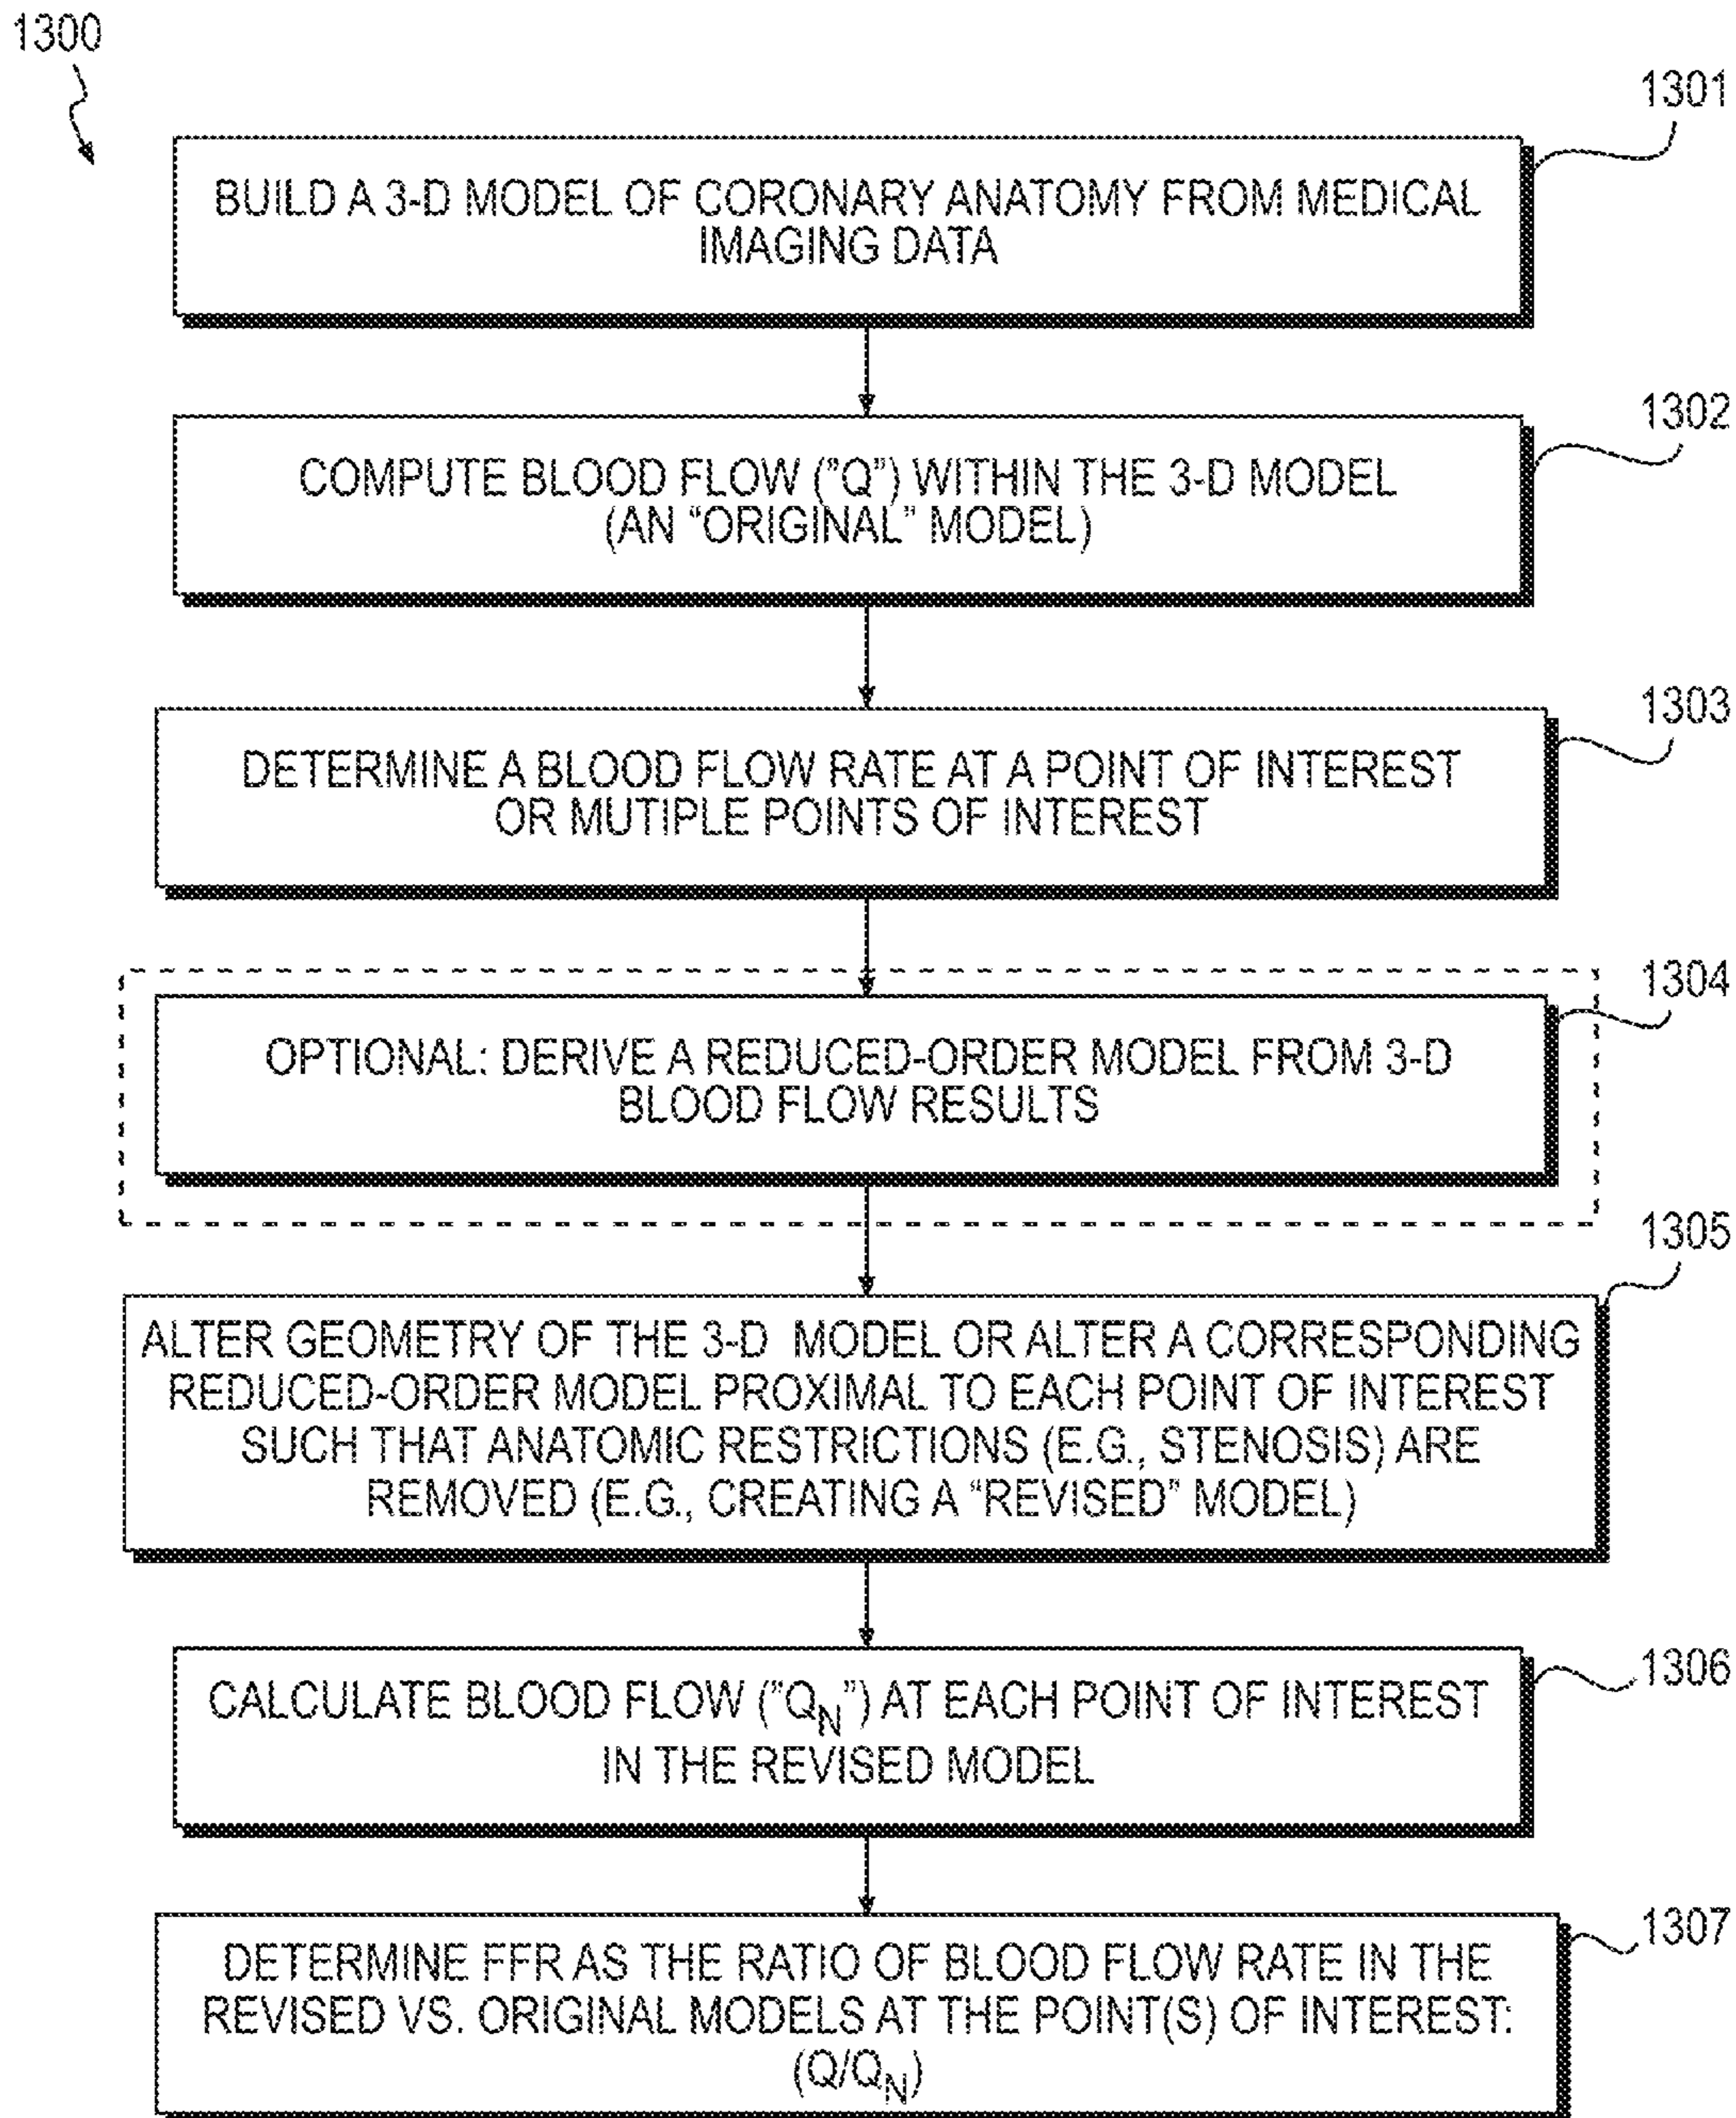 1300
1301
BUILD A 3-D MODEL OF CORONARY ANATOMY FROM MEDICAL
IMAGING DATA
1302
COMPUTE BLOOD FLOW ("Q") WITHIN THE 3-D MODEL
(AN "ORIGINAL" MODEL)
1303
DETERMINE A BLOOD FLOW RATE AT A POINT OF INTEREST
OR MUTIPLE POINTS OF INTEREST
1304
OPTIONAL: DERIVE A REDUCED-ORDER MODEL FROM 3-D
BLOOD FLOW RESULTS
1305
ALTER GEOMETRY OF THE 3-D MODEL OR ALTER A CORRESPONDING
REDUCED-ORDER MODEL PROXIMAL TO EACH POINT OF INTEREST
SUCH THAT ANATOMIC RESTRICTIONS (E.G., STENOSIS) ARE
REMOVED (E.G., CREATING A "REVISED" MODEL)
1306
CALCULATE BLOOD FLOW ("QN") AT EACH POINT OF INTEREST
IN THE REVISED MODEL
1307
DETERMINE FFR AS THE RATIO OF BLOOD FLOW RATE IN THE
REVISED VS. ORIGINAL MODELS AT THE POINT(S) OF INTEREST:
(Q/QN)